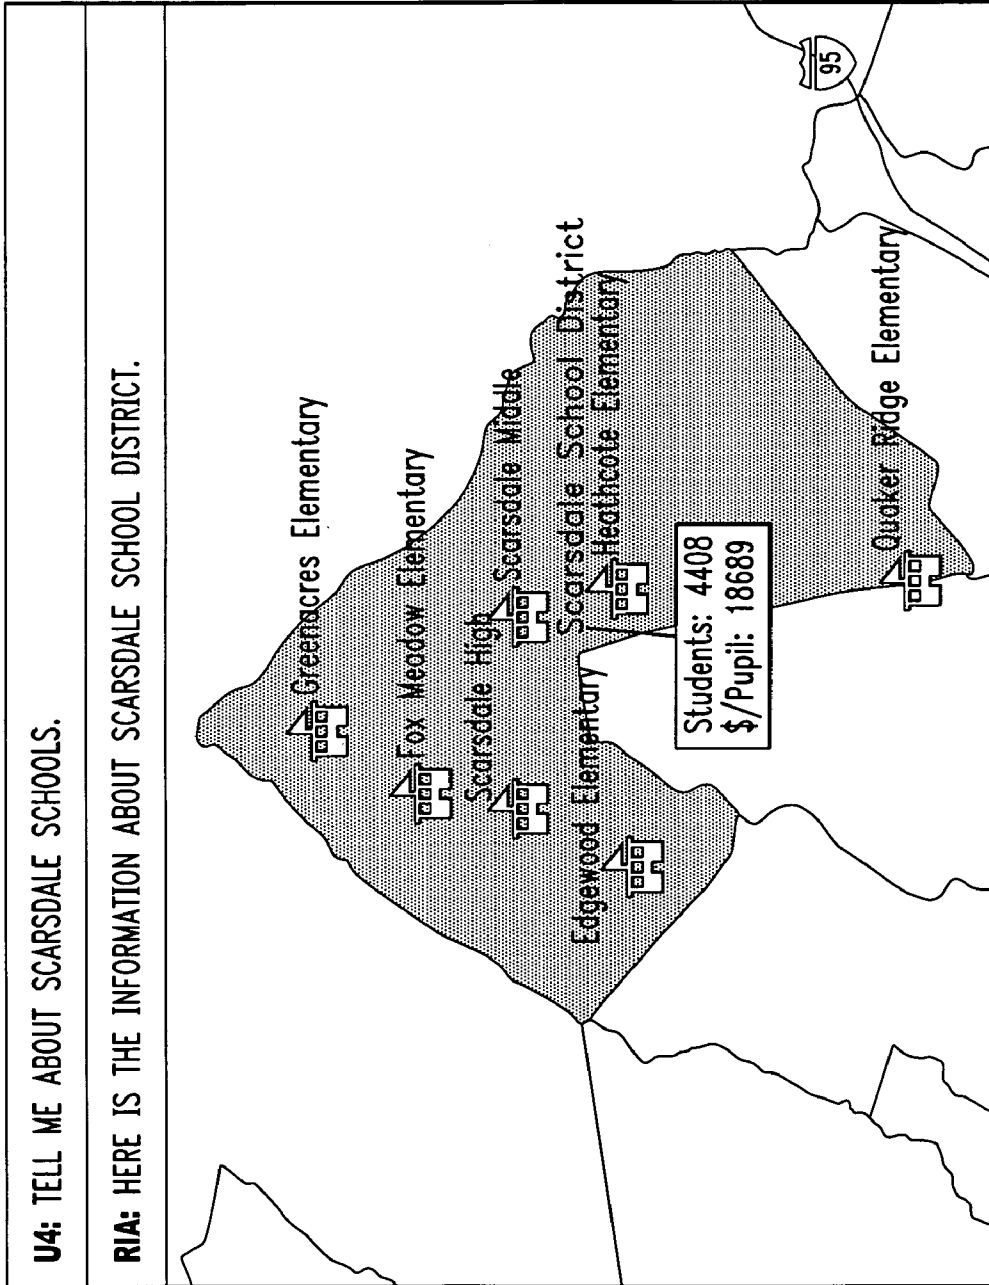 U4: TELL ME ABOUT SCARSDALE SCHOOLS.
RIA: HERE IS THE INFORMATION ABOUT SCARSDALE SCHOOL DISTRICT.
Greenacres Elementary
Fox Meadow Elementary
Scarsdale High
Scarsdale Middle
Scarsdale School District
Edgewood Elementary
Heathcote Elementary
Students: 4408
$/Pupil: 18689
Quaker Ridge Elementary
95